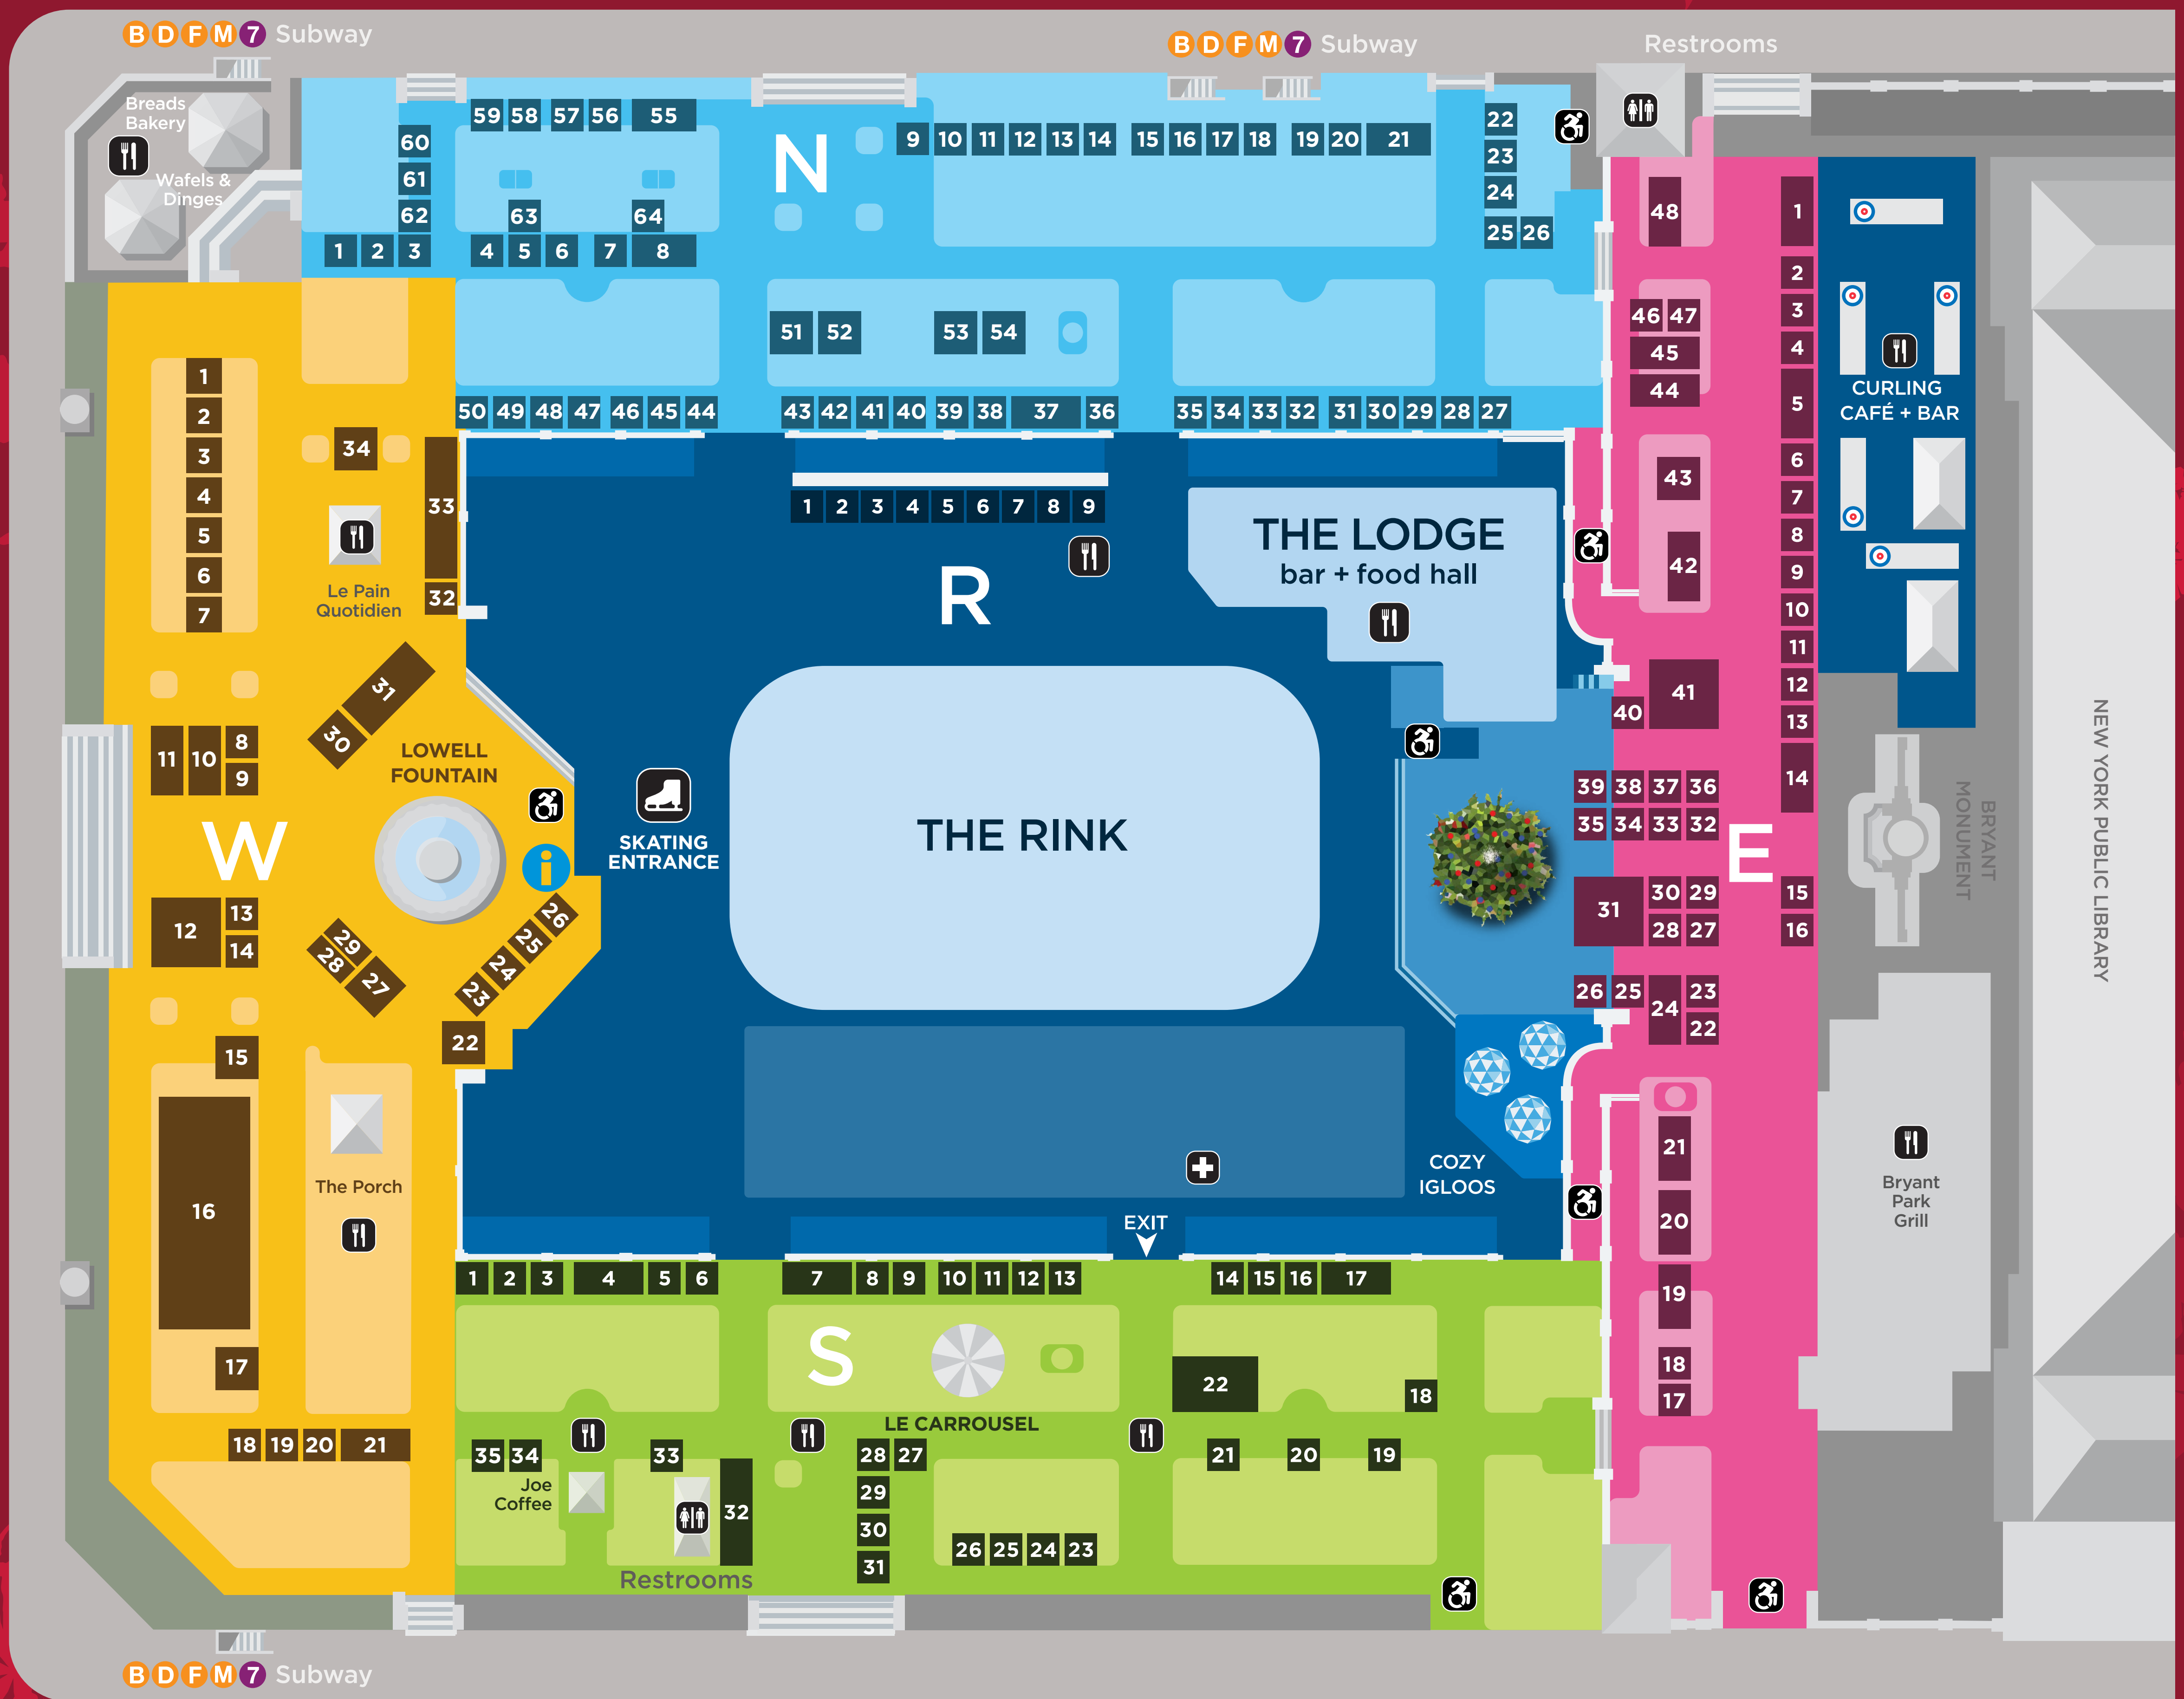 B D F M 7 Subway
B D F M 7 Subway
Restrooms
Breads
Bakery
Wafels &
Dinges
59 58 57 56 55
60
61
62
63 64
1 2 3 4 5 6 7 8
N
9 10 11 12 13 14 15 16 17 18 19 20 21
22
23
24
25 26
51 52 53 54
50 49 48 47 46 45 44 43 42 41 40 39 38 37 36 35 34 33 32 31 30 29 28 27
1
2
3
4
5
6
7
34
33
32
Le Pain
Quotidien
31
30
11 10 8
9
LOWELL
FOUNTAIN
W
i
12 13
14
29
28
27
26
25
24
23
22
15
16
17
The Porch
18 19 20 21
1 2 3 4 5 6 7 8 9
R
THE LODGE
bar + food hall
SKATING
ENTRANCE
THE RINK
COZY
IGLOOS
EXIT
48
46 47
45
44
43
42
41
40
39 38 37 36
35 34 33 32
31 30 29
28 27
26 25 24 23
22
21
20
19
18
17
E
1
2
3
4
5
6
7
8
9
10
11
12
13
14
15
16
CURLING
CAFÉ + BAR
BRYANT
MONUMENT
NEW YORK PUBLIC LIBRARY
Bryant
Park
Grill
1 2 3 4 5 6 7 8 9 10 11 12 13 14 15 16 17
S
LE CARROUSEL
22
18
35 34
33
32
Joe
Coffee
Restrooms
28 27
29
30
31
26 25 24 23
21 20 19
B D F M 7 Subway